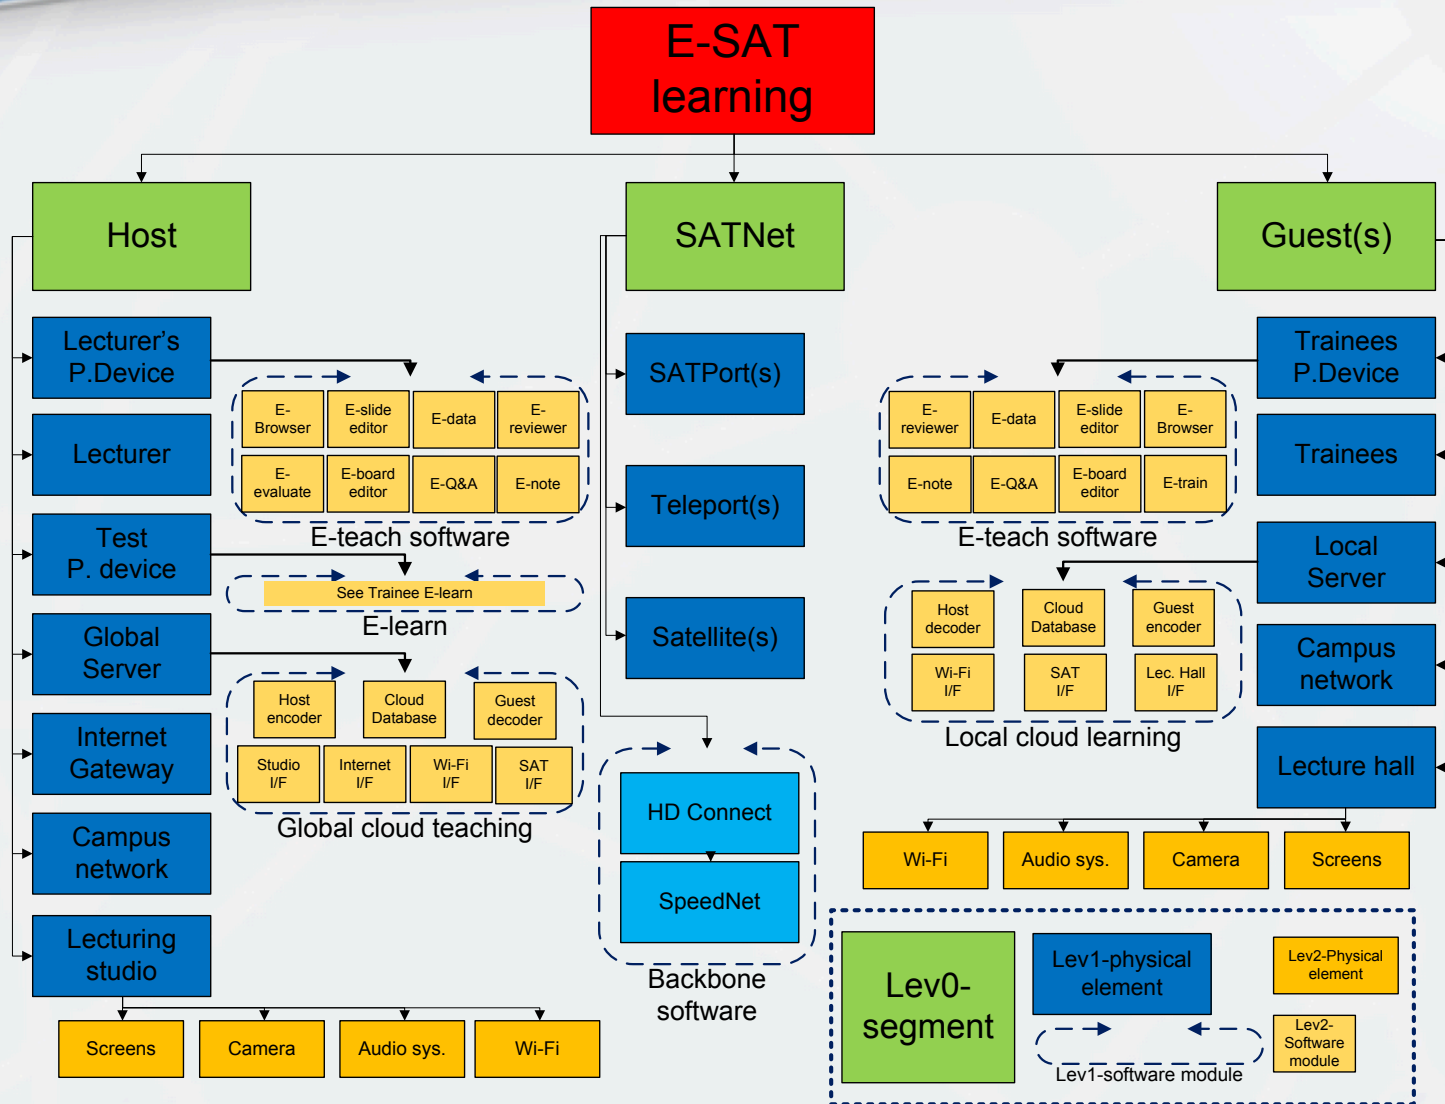 E-SAT
learning
Host
SATNet
Guest(s)
Lecturer's
P.Device
Lecturer
Test
P. device
Global
Server
Internet
Gateway
Campus
network
Lecturing
studio
E-
Browser
E-slide
editor
E-data
E-
reviewer
E-
evaluate
E-board
editor
E-Q&A
E-note
E-teach software
See Trainee E-learn
E-learn
Host
encoder
Cloud
Database
Guest
decoder
Studio
I/F
Internet
I/F
Wi-Fi
I/F
SAT
I/F
Global cloud teaching
Screens
Camera
Audio sys.
Wi-Fi
SATPort(s)
Teleport(s)
Satellite(s)
HD Connect
SpeedNet
Backbone
software
Trainees
P.Device
Trainees
Local
Server
Campus
network
Lecture hall
E-
reviewer
E-data
E-slide
editor
E-
Browser
E-note
E-Q&A
E-board
editor
E-train
E-teach software
Host
decoder
Cloud
Database
Guest
encoder
Wi-Fi
I/F
SAT
I/F
Lec. Hall
I/F
Local cloud learning
Wi-Fi
Audio sys.
Camera
Screens
Lev0-
segment
Lev1-physical
element
Lev1-software module
Lev2-Physical
element
Lev2-
Software
module